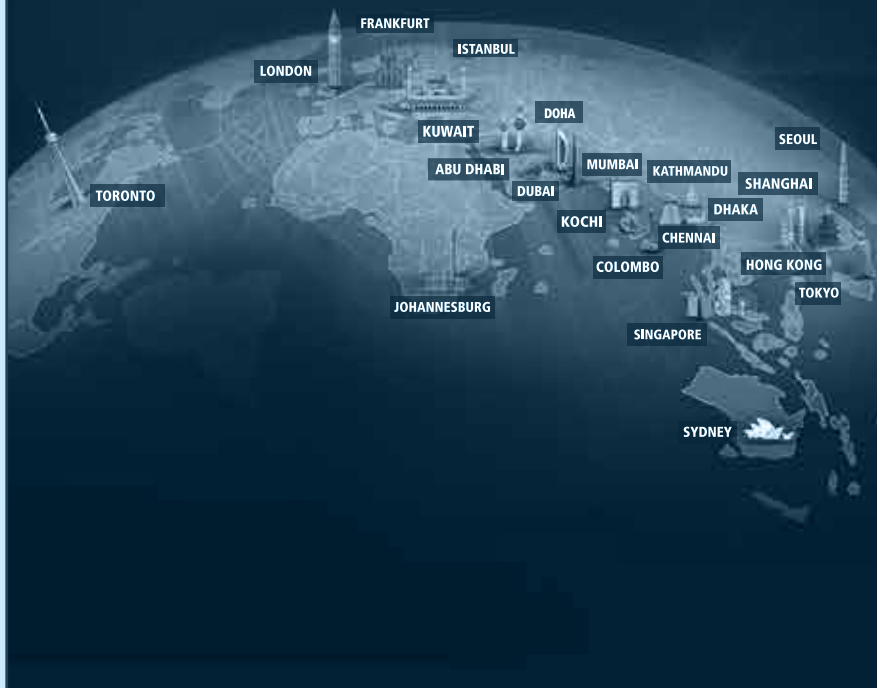 FRANKFURT
ISTANBUL
LONDON
DOHA
KUWAIT
SEOUL
ABU DHABI
MUMBAI
KATHMANDU
DUBAI
SHANGHAI
TORONTO
DHAKA
KOCHI
CHENNAI
COLOMBO
HONG KONG
TOKYO
JOHANNESBURG
SINGAPORE
SYDNEY